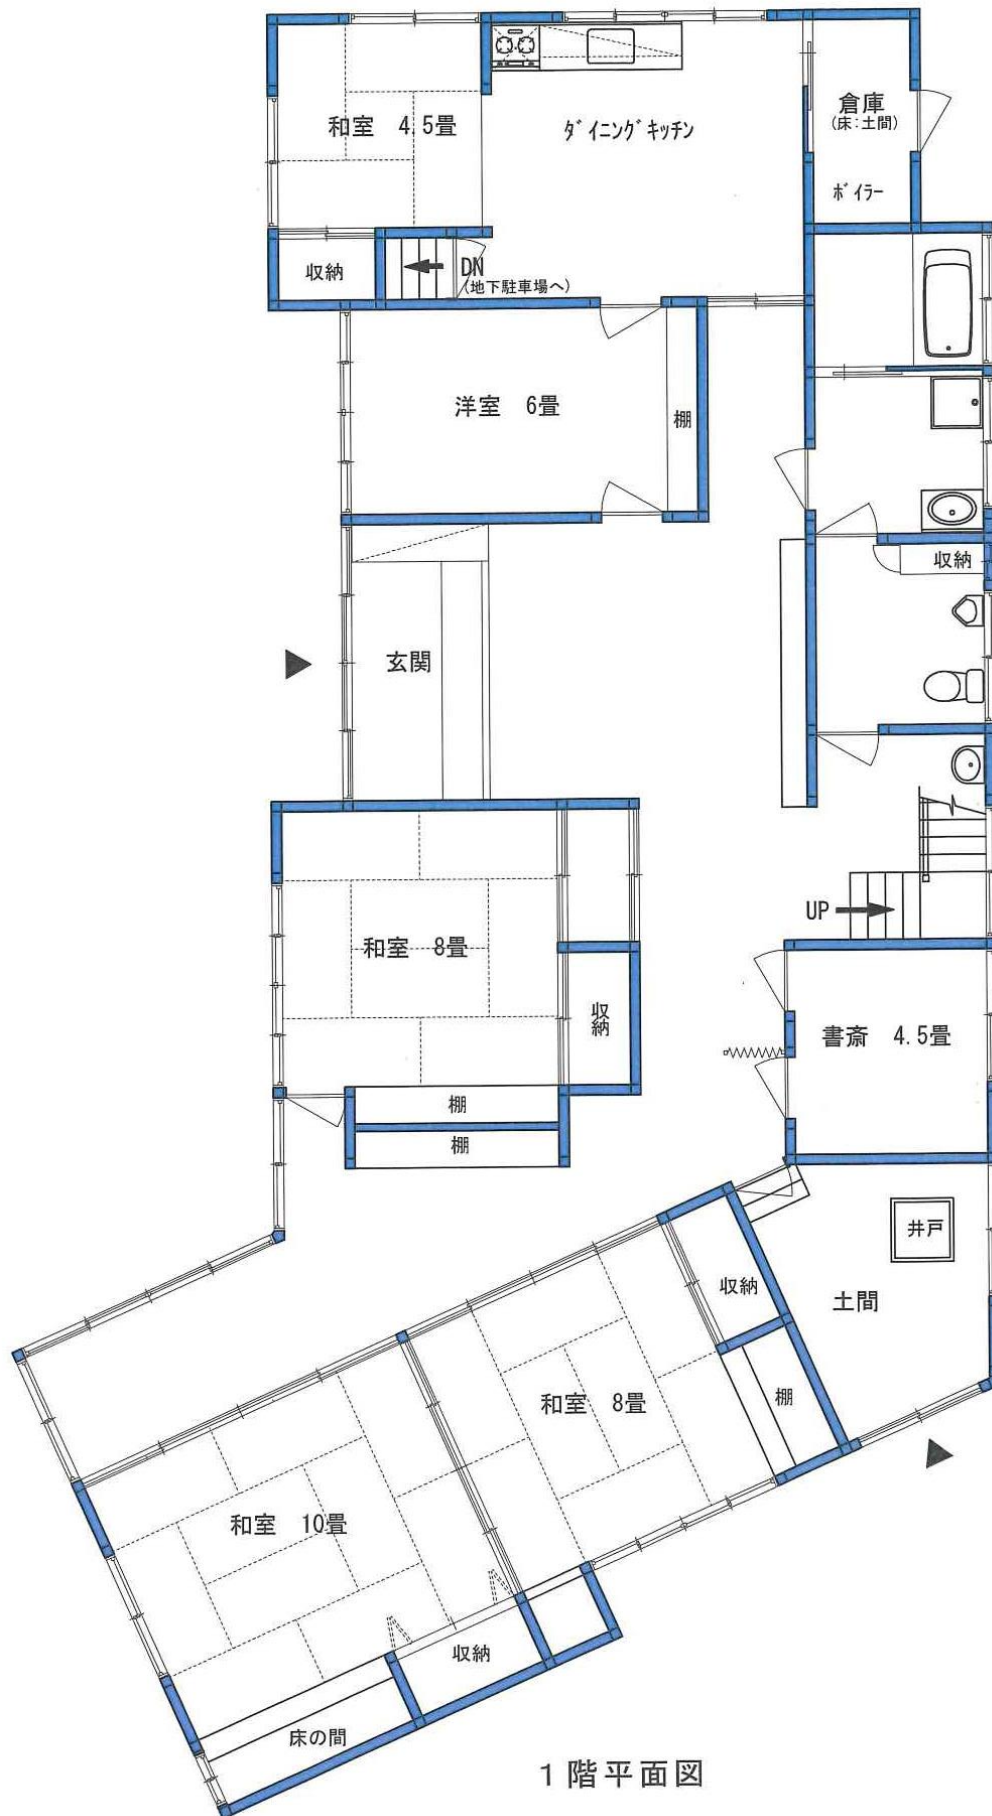 和室 4.5畳
ダイニングキッチン
倉庫
(床:土間)
ボイラー
収納
DN
(地下駐車場へ)
洋室 6畳
棚
収納
玄関
UP
和室 8畳
収納
書斎 4.5畳
棚
棚
井戸
収納
土間
和室 8畳
棚
和室 10畳
収納
床の間
1階平面図